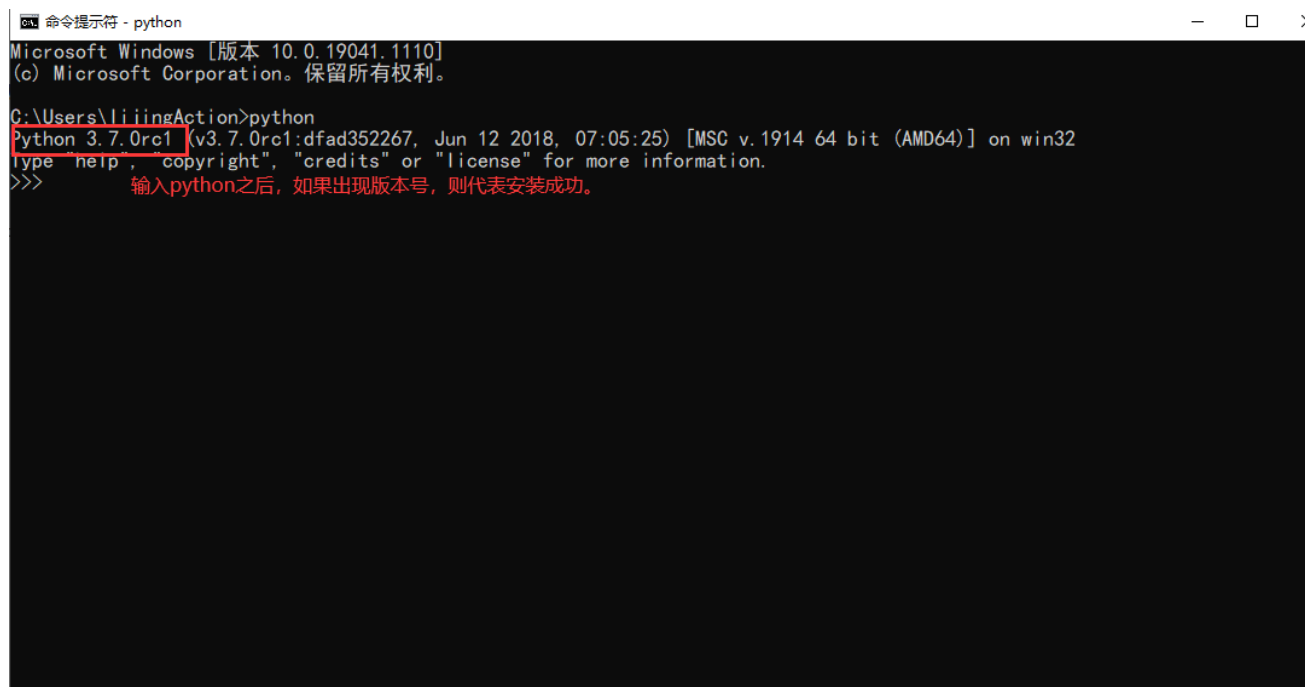 命令提示符 - python
Microsoft Windows [版本 10.0.19041.1110]
(c) Microsoft Corporation。保留所有权利。
C:\Users\lijingAction>python
Python 3.7.0rc1 (v3.7.0rc1:dfad352267, Jun 12 2018, 07:05:25) [MSC v.1914 64 bit (AMD64)] on win32
Type "help", "copyright", "credits" or "license" for more information.
>>> 输入python之后，如果出现版本号，则代表安装成功。